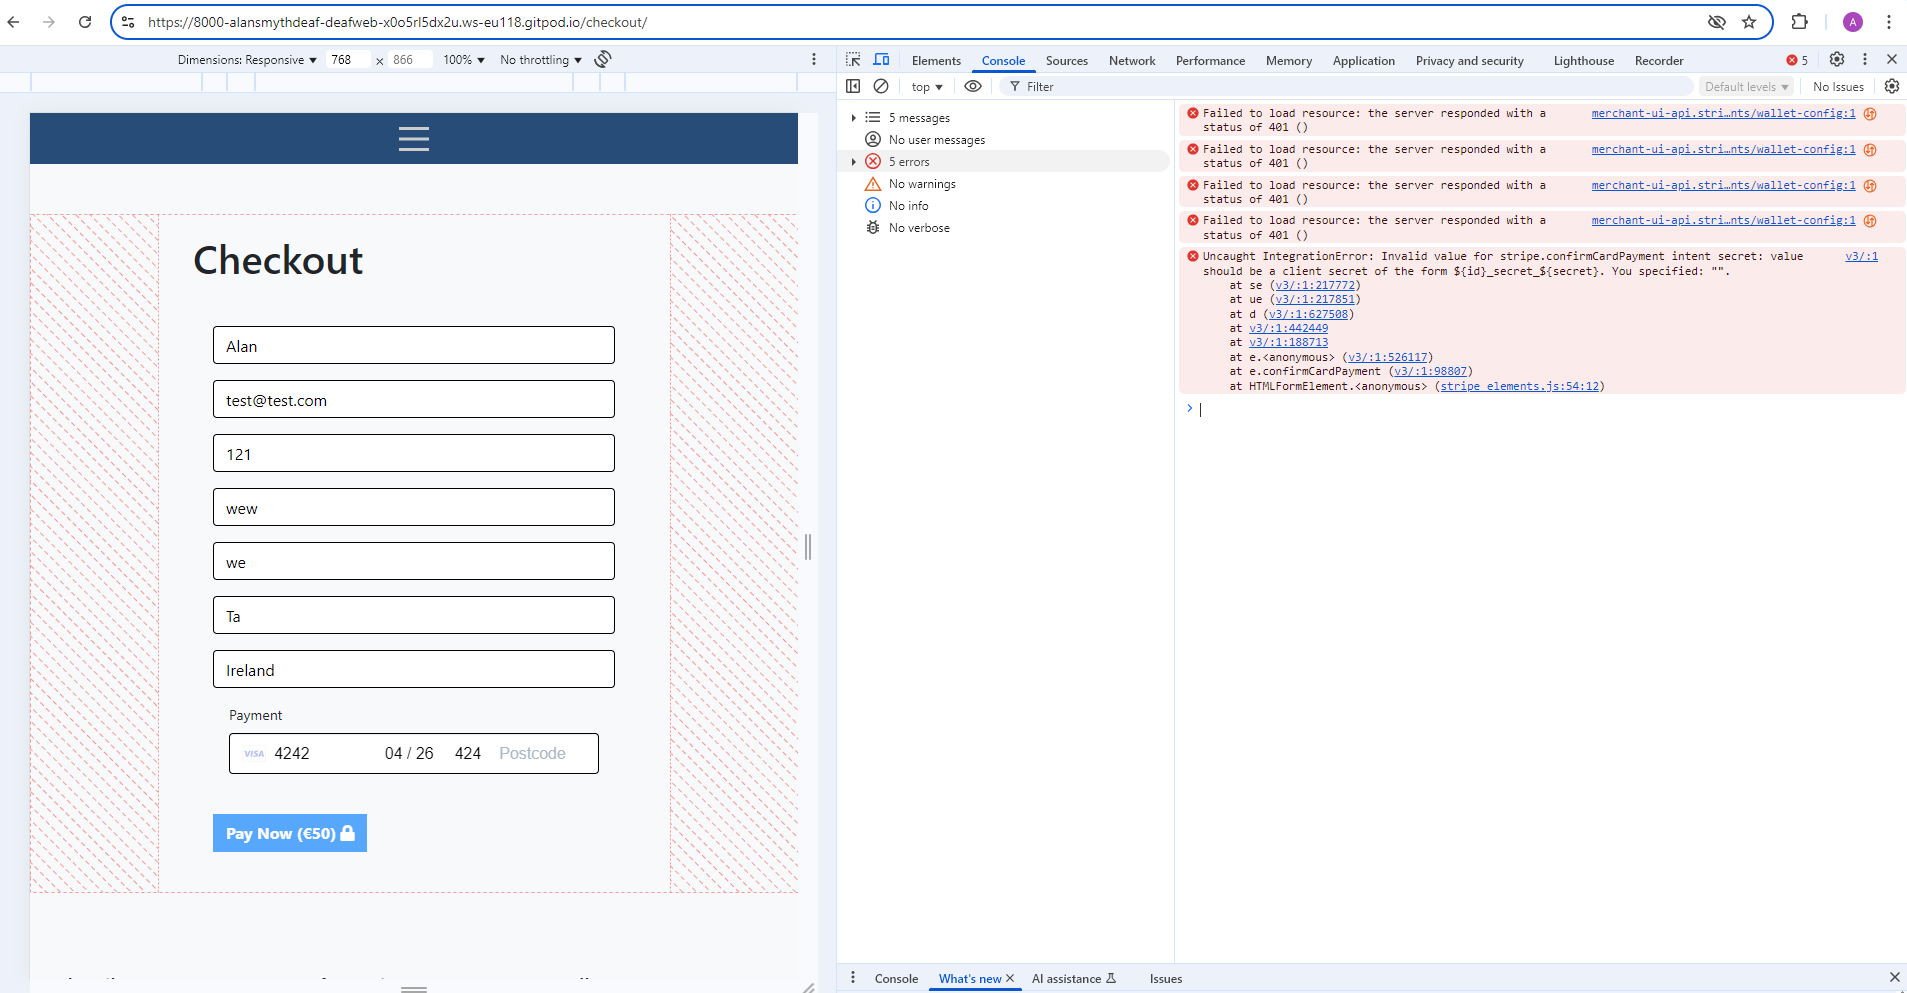 https://8000-alansmythdeaf-deafweb-x0o5rl5dx2u.ws-eu118.gitpod.io/checkout/
A
Dimensions: Responsive ▼ 768 × 866 100% ▼ No throttling ▼
Elements Console Sources Network Performance Memory Application Privacy and security Lighthouse Recorder 5
top ▼ Filter Default levels ▼ No Issues
5 messages
No user messages
5 errors
No warnings
No info
No verbose
Failed to load resource: the server responded with a merchant-ui-api.stri…nts/wallet-config:1
status of 401 ()
Failed to load resource: the server responded with a merchant-ui-api.stri…nts/wallet-config:1
status of 401 ()
Failed to load resource: the server responded with a merchant-ui-api.stri…nts/wallet-config:1
status of 401 ()
Failed to load resource: the server responded with a merchant-ui-api.stri…nts/wallet-config:1
status of 401 ()
Uncaught IntegrationError: Invalid value for stripe.confirmCardPayment intent secret: value v3/:1
should be a client secret of the form ${id}_secret_${secret}. You specified: "".
at se (v3/:1:217772)
at ue (v3/:1:217851)
at d (v3/:1:627508)
at v3/:1:442449
at v3/:1:188713
at e.<anonymous> (v3/:1:526117)
at e.confirmCardPayment (v3/:1:98807)
at HTMLFormElement.<anonymous> (stripe_elements.js:54:12)
Checkout
Alan
test@test.com
121
wew
we
Ta
Ireland
Payment
VISA 4242 04 / 26 424 Postcode
Pay Now (€50)
Console What's new AI assistance Issues